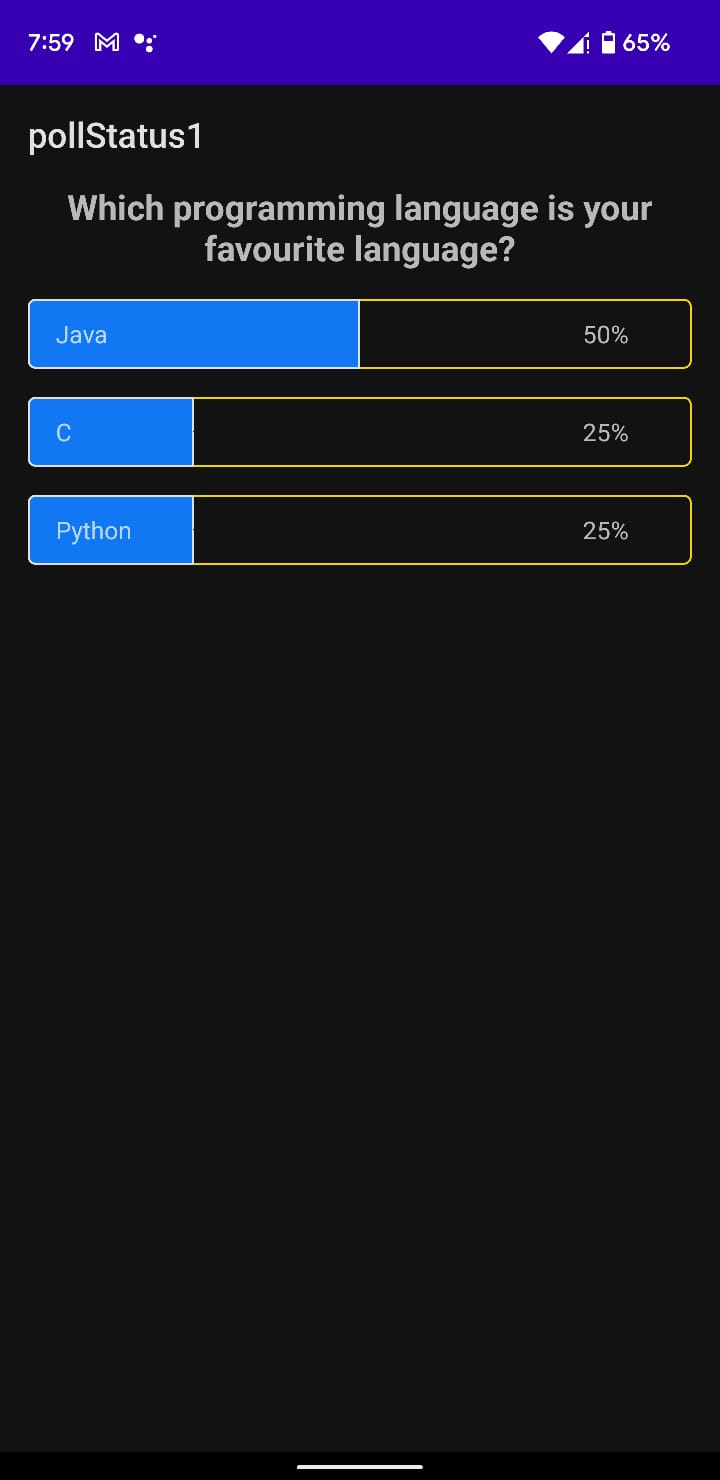 7:59 65%
pollStatus1
Which programming language is your
favourite language?
Java 50%
C 25%
Python 25%